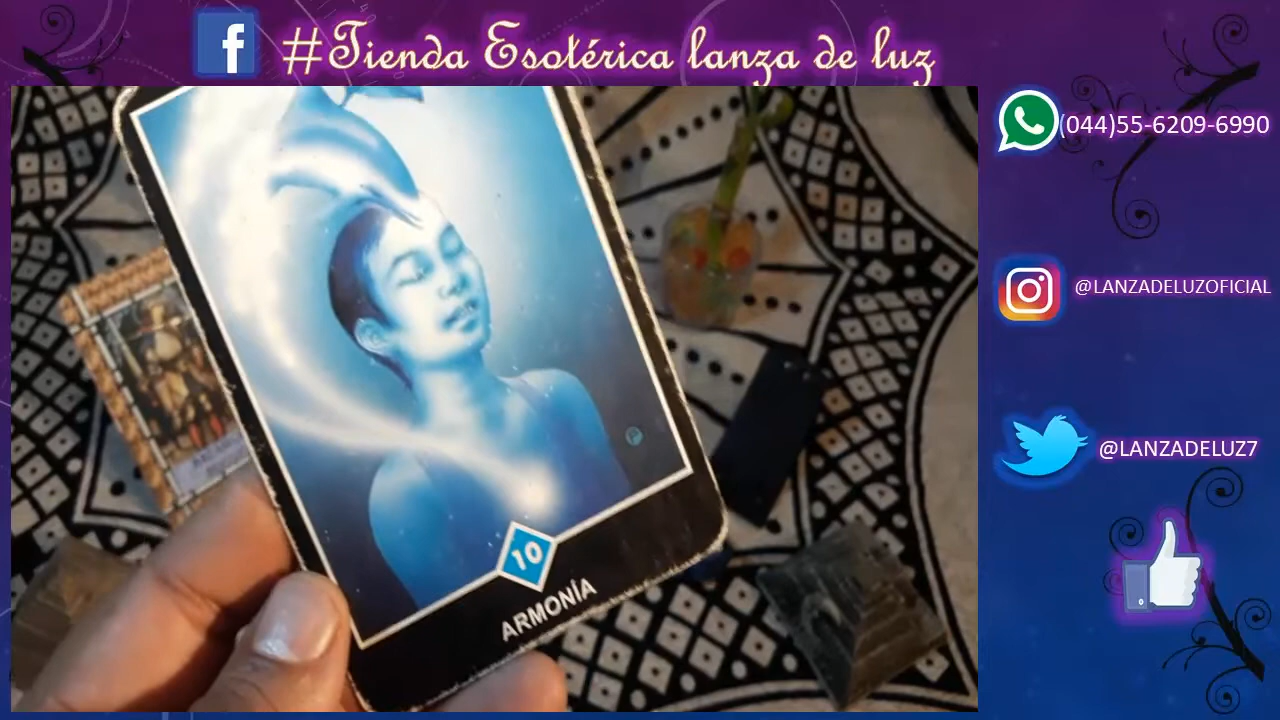 #Tienda Esotérica lanza de luz
(044)55-6209-6990
@LANZADELUZOFICIAL
@LANZADELUZ7
10
ARMONÍA